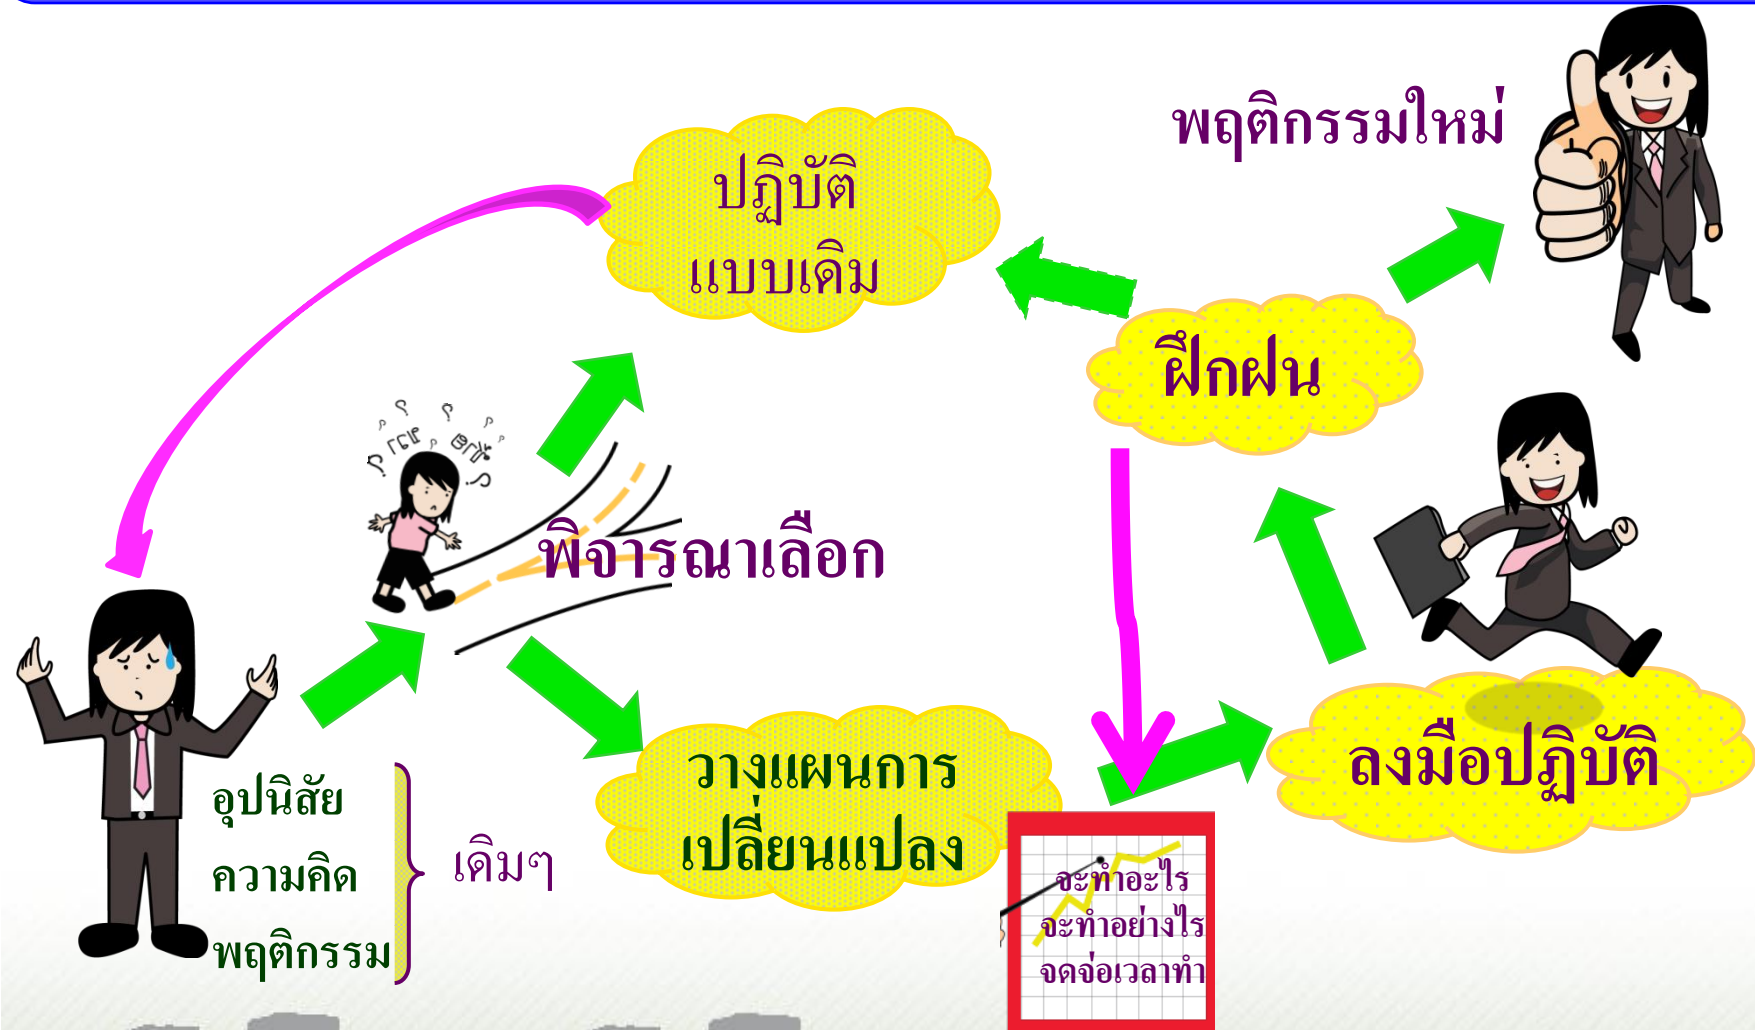 พฤติกรรมใหม่
ปฏิบัติ
แบบเดิม
ฝึกฝน
พิจารณาเลือก
วางแผนการ
เปลี่ยนแปลง
ลงมือปฏิบัติ
อุปนิสัย
ความคิด
พฤติกรรม
เดิมๆ
จะทำอะไร
จะทำอย่างไร
จดจ่อเวลาทำ